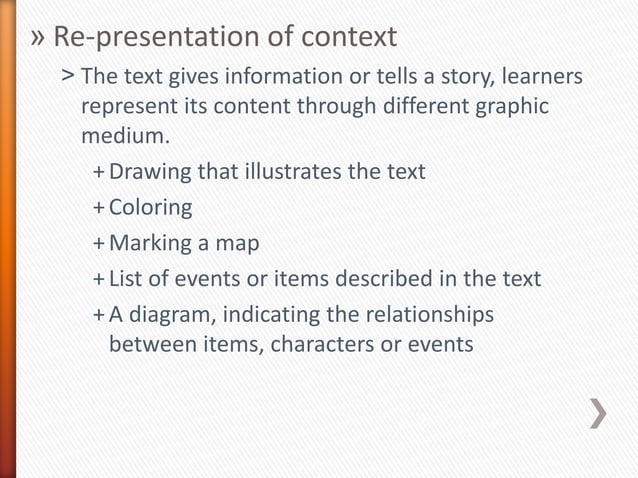 » Re-presentation of context
> The text gives information or tells a story, learners
represent its content through different graphic
medium.
+ Drawing that illustrates the text
+ Coloring
+ Marking a map
+ List of events or items described in the text
+ A diagram, indicating the relationships
between items, characters or events